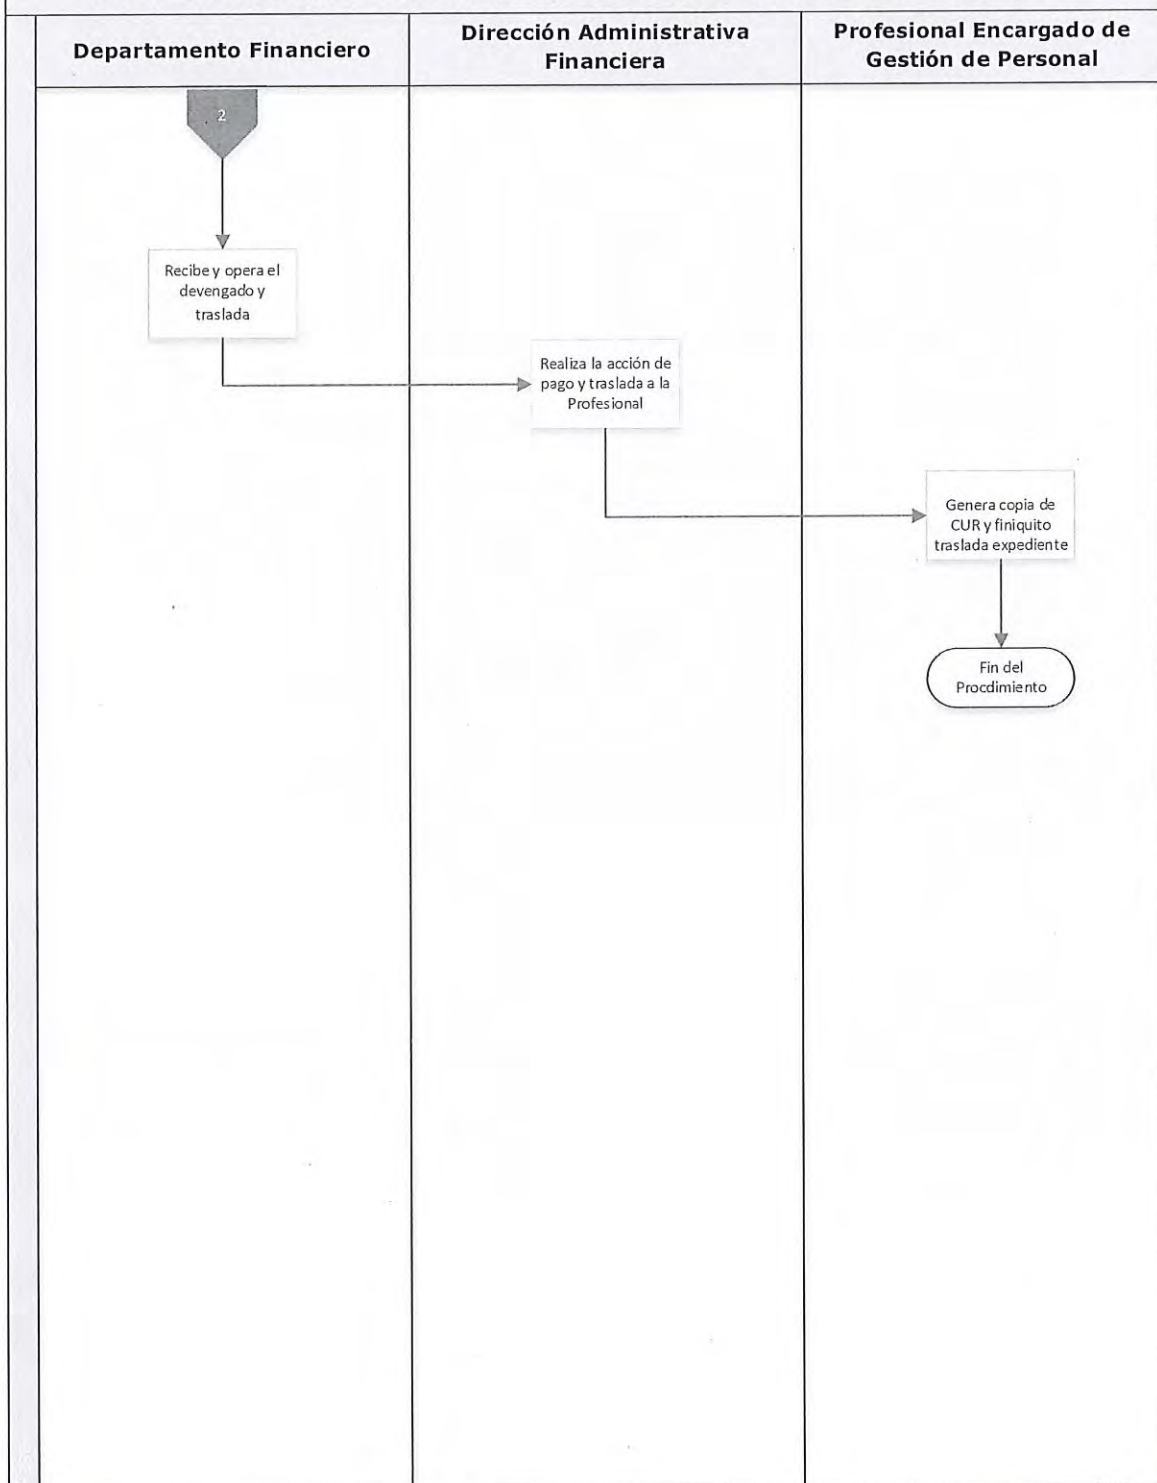 Departamento Financiero
Dirección Administrativa
Financiera
Profesional Encargado de
Gestión de Personal
2
Recibe y opera el
devengado y
traslada
Realiza la acción de
pago y traslada a la
Profesional
Genera copia de
CUR y finiquito
traslada expediente
Fin del
Procdimiento